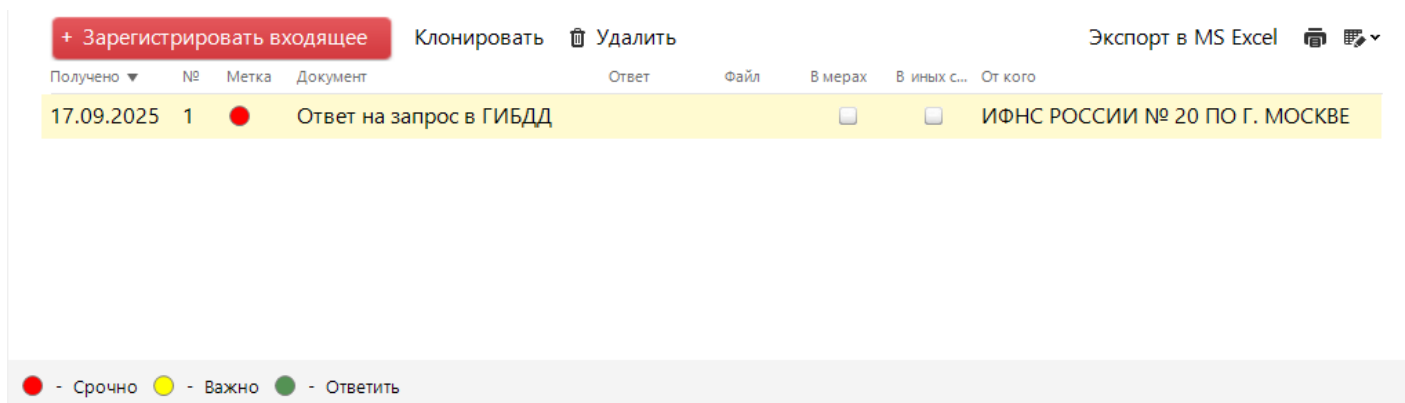 + Зарегистрировать входящее Клонировать Удалить Экспорт в MS Excel
Получено ▼ № Метка Документ Ответ Файл В мерах В иных с... От кого
17.09.2025 1 Ответ на запрос в ГИБДД ИФНС РОССИИ № 20 ПО Г. МОСКВЕ
- Срочно - Важно - Ответить